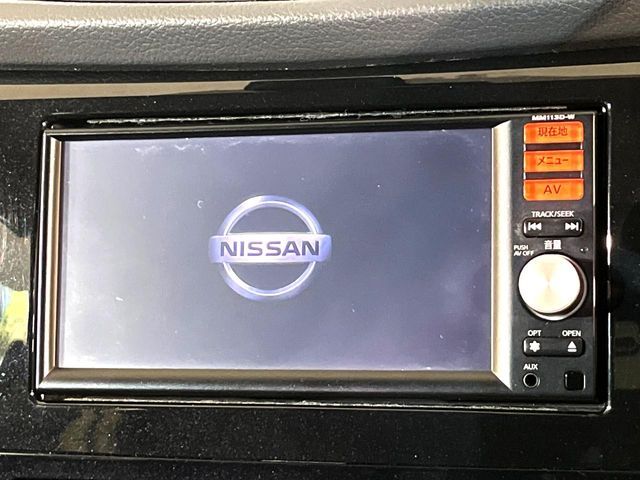 MM113D-W
現在地
メニュー
AV
NISSAN
TRACK/SEEK
音量
PUSH
AV OFF
OPT
OPEN
AUX